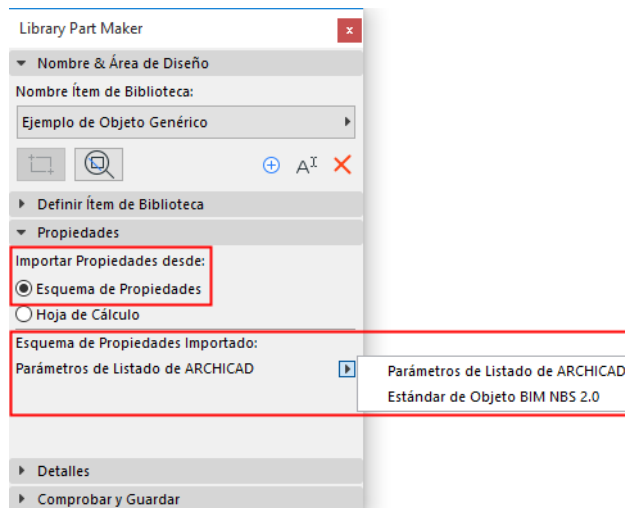 Library Part Maker
x
Nombre & Área de Diseño
Nombre Ítem de Biblioteca:
Ejemplo de Objeto Genérico
Definir Ítem de Biblioteca
Propiedades
Importar Propiedades desde:
Esquema de Propiedades
Hoja de Cálculo
Esquema de Propiedades Importado:
Parámetros de Listado de ARCHICAD
Parámetros de Listado de ARCHICAD
Estándar de Objeto BIM NBS 2.0
Detalles
Comprobar y Guardar